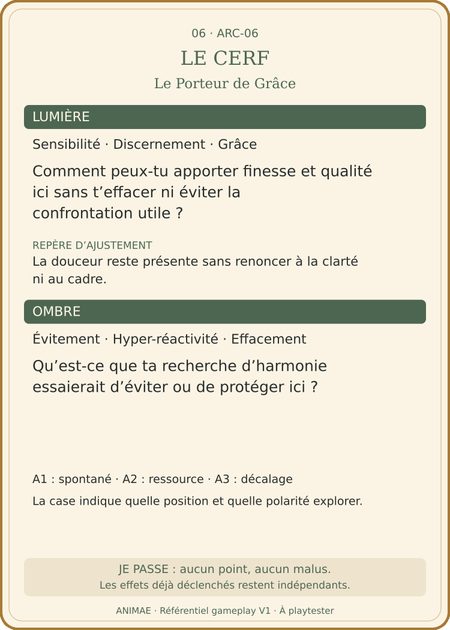 06 · ARC-06
LE CERF
Le Porteur de Grâce
LUMIÈRE
Sensibilité · Discernement · Grâce
Comment peux-tu apporter finesse et qualité
ici sans t’effacer ni éviter la
confrontation utile ?
REPÈRE D’AJUSTEMENT
La douceur reste présente sans renoncer à la clarté
ni au cadre.
OMBRE
Évitement · Hyper-réactivité · Effacement
Qu’est-ce que ta recherche d’harmonie
essaierait d’éviter ou de protéger ici ?
A1 : spontané · A2 : ressource · A3 : décalage
La case indique quelle position et quelle polarité explorer.
JE PASSE : aucun point, aucun malus.
Les effets déjà déclenchés restent indépendants.
ANIMAE · Référentiel gameplay V1 · À playtester